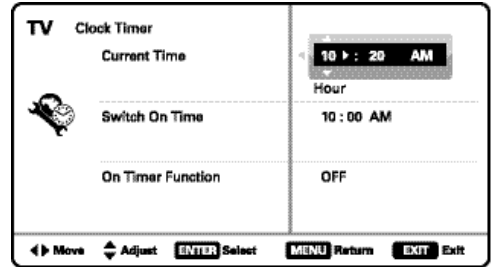 TV Clock Timer
Current Time 10 : 20 AM
Hour
Switch On Time 10 : 00 AM
On Timer Function OFF
Move Adjust ENTER Select MENU Return EXIT Exit